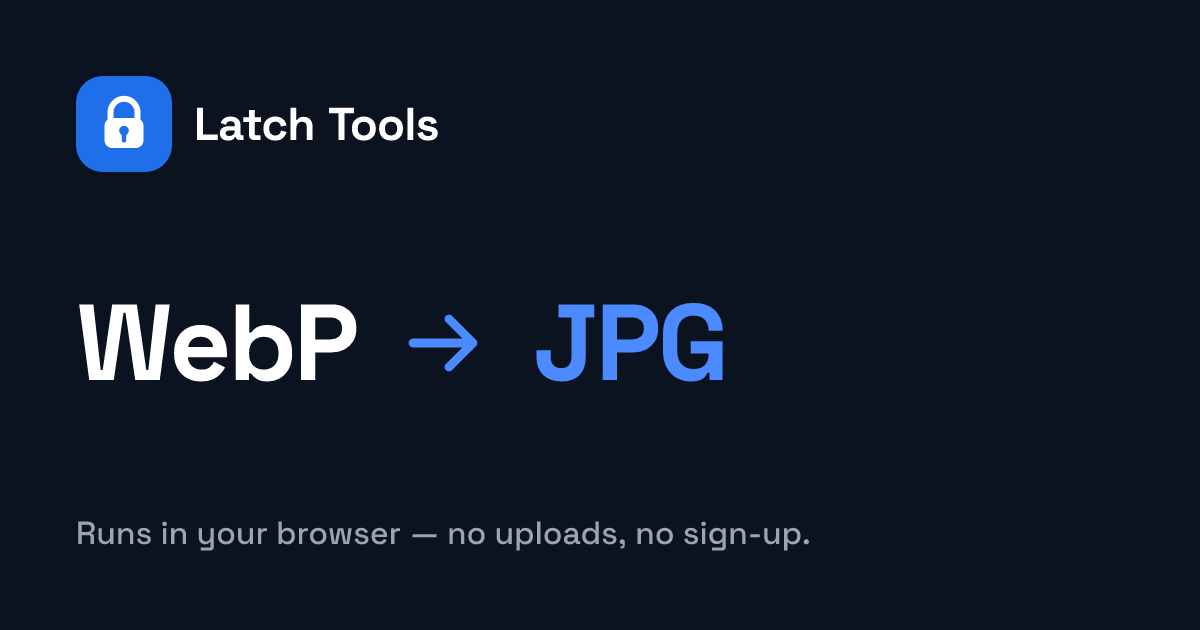 Latch Tools
WebP → JPG
Runs in your browser — no uploads, no sign-up.